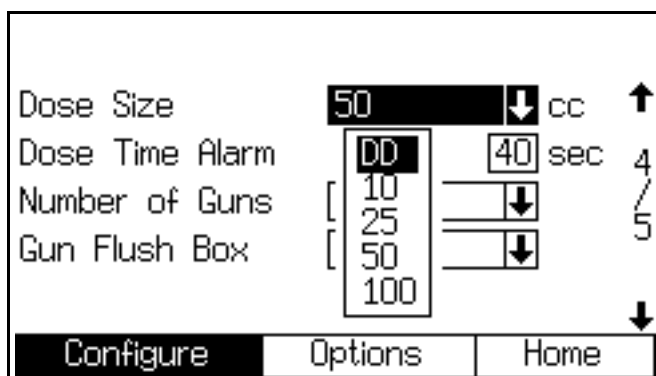 Dose Size 50 cc
Dose Time Alarm 40 sec
Number of Guns
Gun Flush Box
DD
10
25
50
100
4/5
Configure Options Home